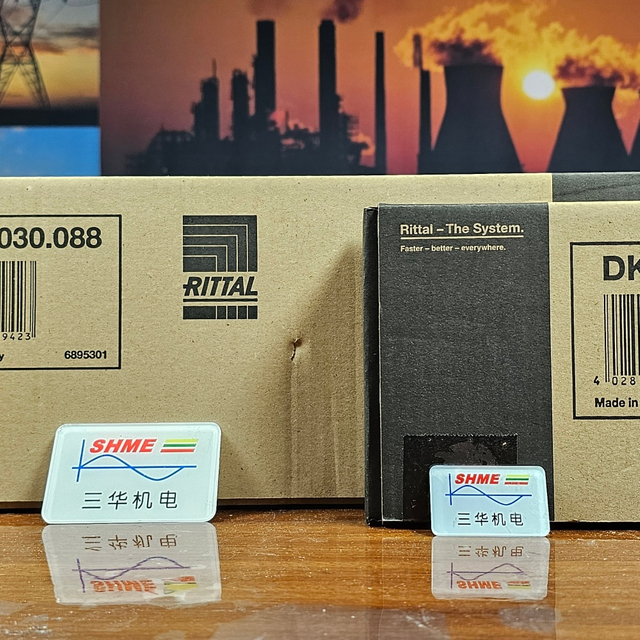 030.088
9423
y
6895301
RITTAL
Rittal – The System.
Faster – better – everywhere.
DK
4 028
Made in
SHME
三华机电
SHME
三华机电